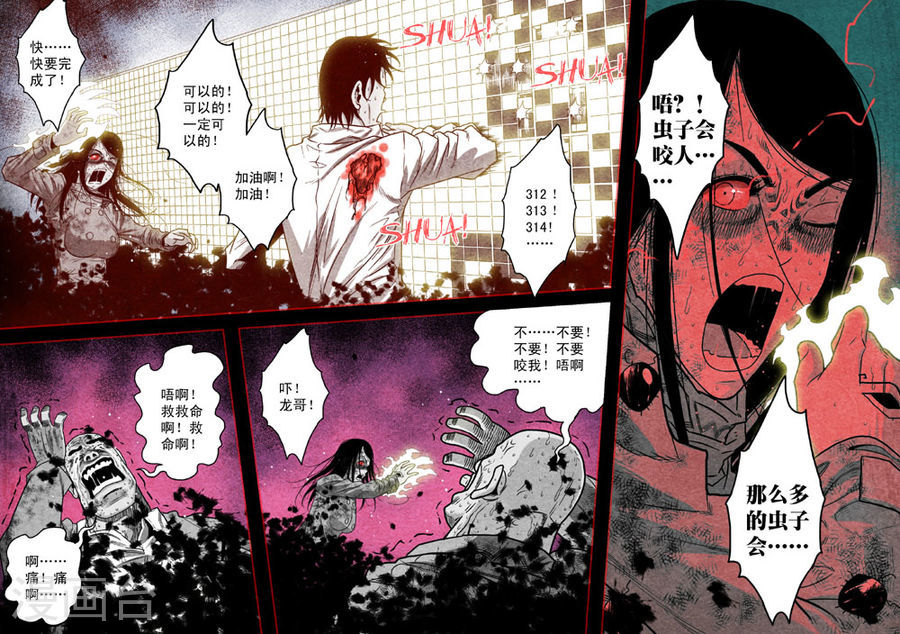 唔？！
虫子会
咬人……
……
那么多
的虫子
会……
SHUA!
SHUA!
SHUA!
312！
313！
314！
……
可以的！
可以的！
一定可
以的！
加油啊！
加油！
快……
快要完
成了！
不……不要！
不要！不要
咬我！唔啊
……
吓！
龙哥！
唔啊！
救救命
啊！救
命啊！
啊……
痛！痛
啊……
漫画台